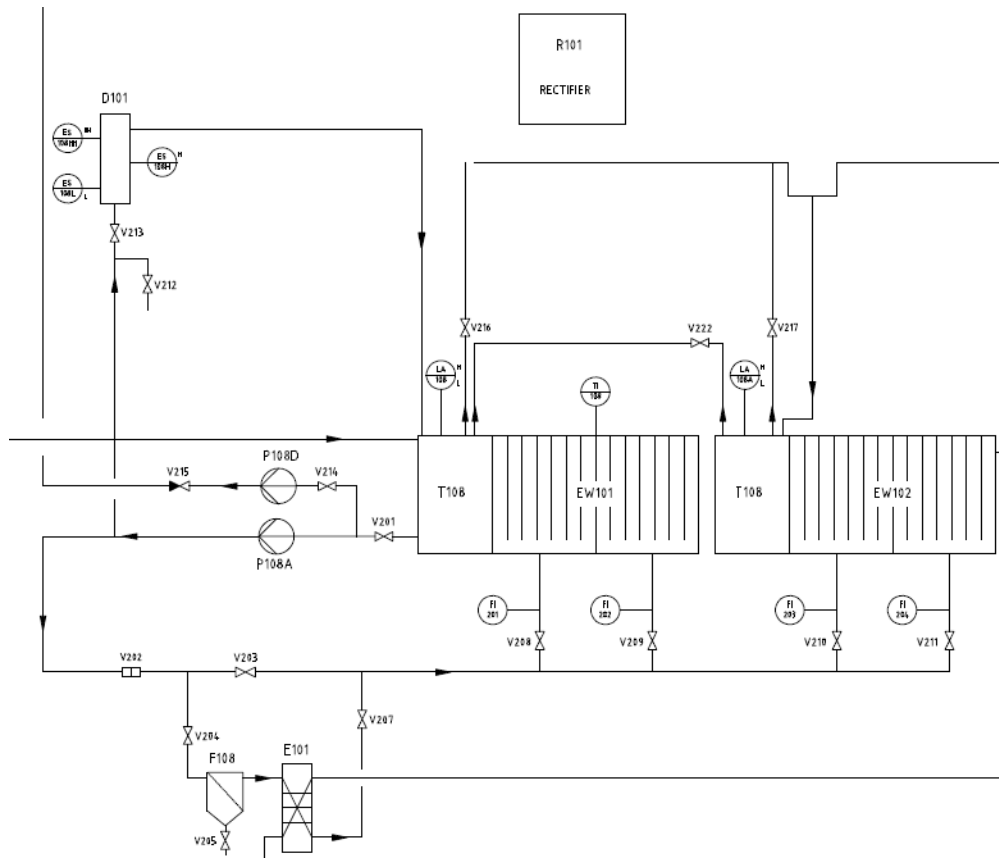 R101
RECTIFIER
D101
ES
108HH
HH
ES
108H
H
ES
108L
L
V213
V212
V216
V222
V217
LA
108
H
L
TI
108
LA
108A
H
L
P108D
V215
V214
T108
EW101
T108
EW102
V201
P108A
FI
201
FI
202
FI
203
FI
204
V208
V209
V210
V211
V202
V203
V204
V207
F108
E101
V205